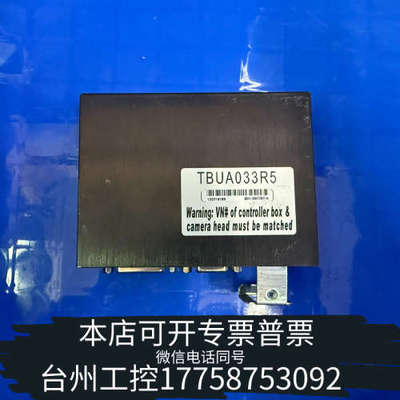 TBUA033R5
Warning: VN# of controller box &
camera head must be matched
本店可开专票普票
微信电话同号
台州工控17758753092